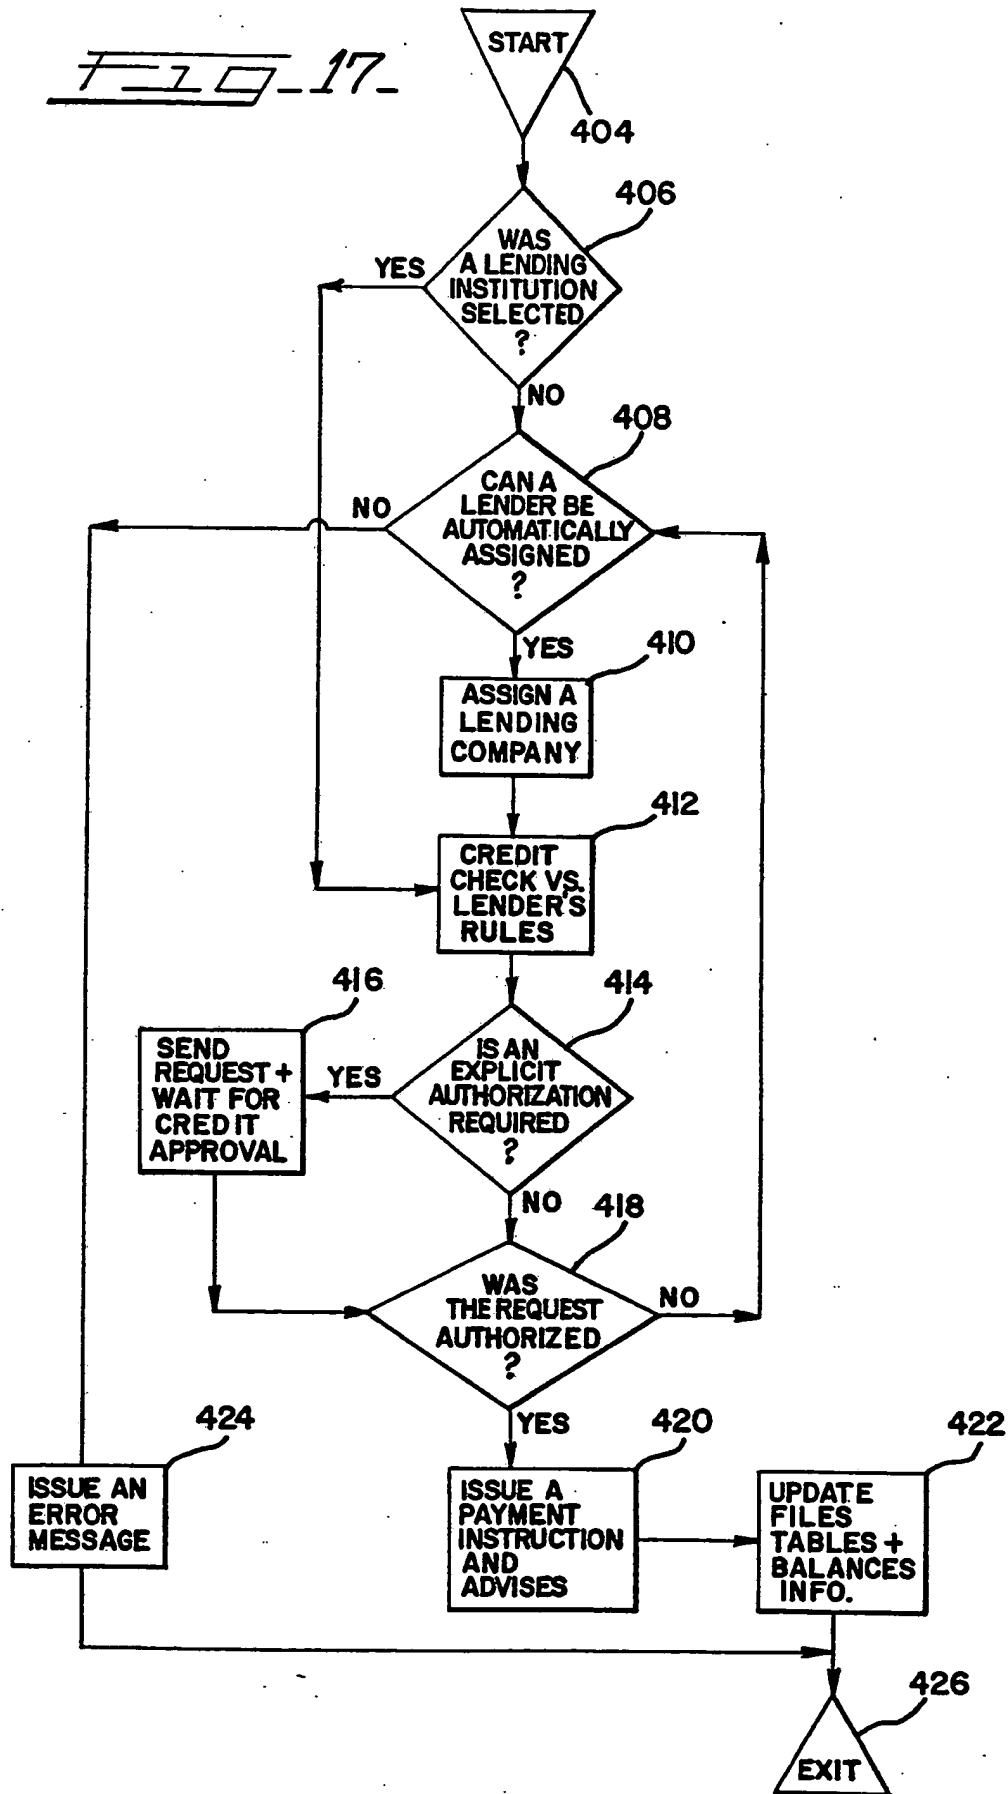 START
Fig-17-
404
406
WAS
A LENDING
INSTITUTION
SELECTED
?
YES
NO
408
CAN A
LENDER BE
AUTOMATICALLY
ASSIGNED
?
NO
YES
410
ASSIGN A
LENDING
COMPANY
412
CREDIT
CHECK VS.
LENDER'S
RULES
414
416
SEND
REQUEST +
WAIT FOR
CREDIT
APPROVAL
YES
IS AN
EXPLICIT
AUTHORIZATION
REQUIRED
?
NO
418
WAS
THE REQUEST
AUTHORIZED
?
NO
YES
424
ISSUE AN
ERROR
MESSAGE
420
ISSUE A
PAYMENT
INSTRUCTION
AND
ADVISES
422
UPDATE
FILES
TABLES +
BALANCES
INFO.
426
EXIT